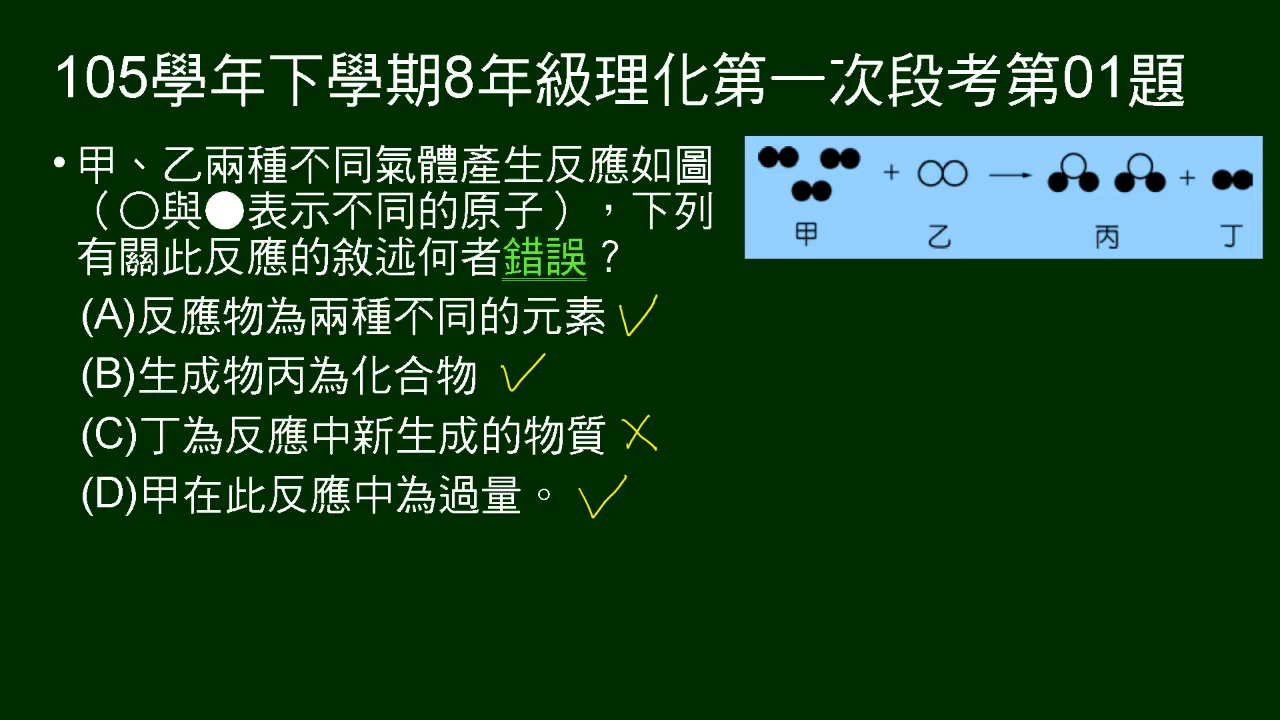 105學年下學期8年級理化第一次段考第01題
• 甲、乙兩種不同氣體產生反應如圖
（○與●表示不同的原子），下列
有關此反應的敘述何者錯誤？
(A)反應物為兩種不同的元素 ✓
(B)生成物丙為化合物 ✓
(C)丁為反應中新生成的物質 ✗
(D)甲在此反應中為過量。 ✓
+ → +
甲 乙 丙 丁